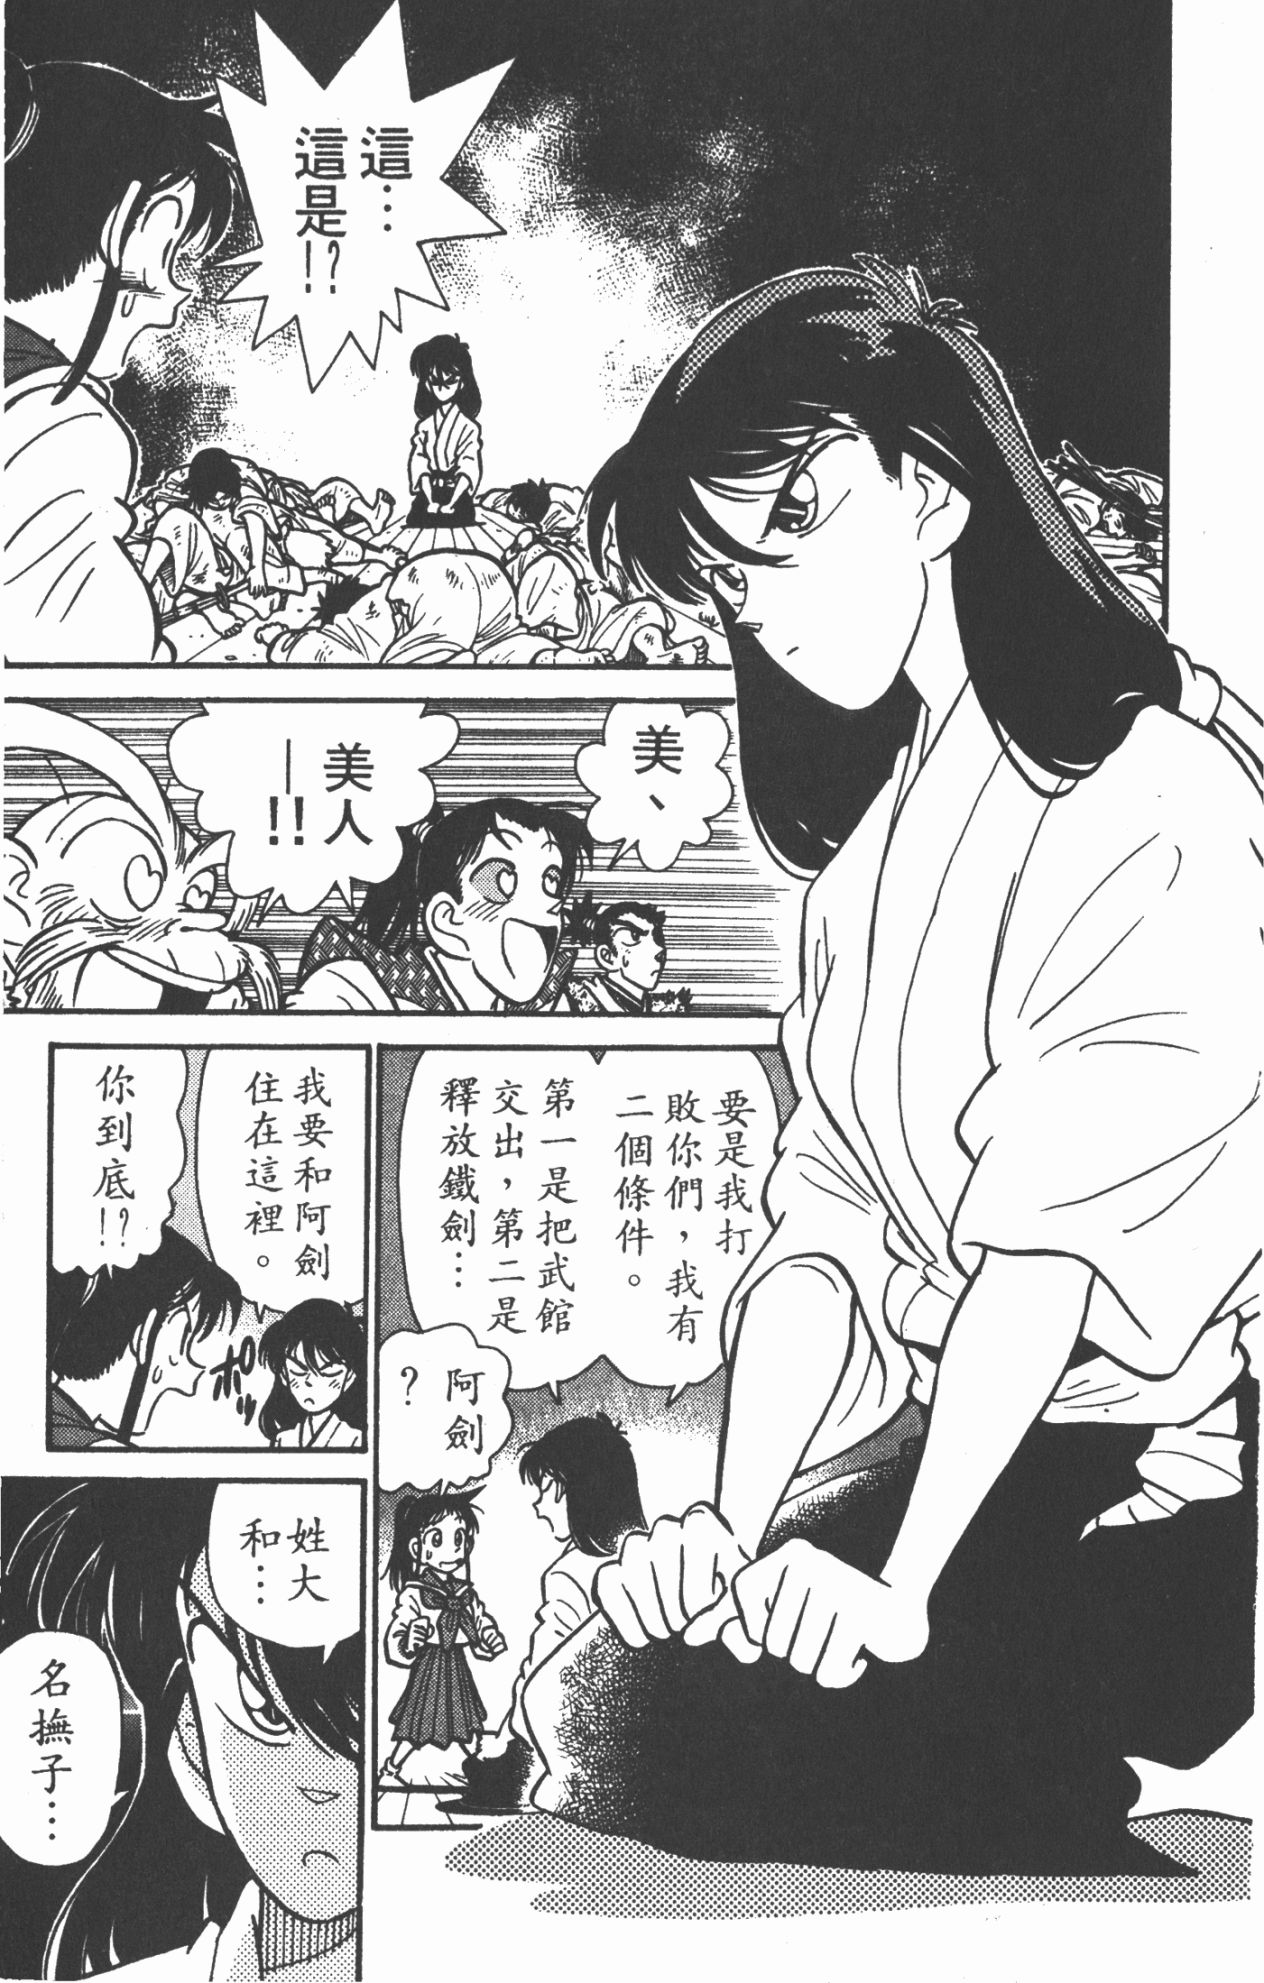 這…
這是!?
美、
美人
—!!
要是我打
敗你們，我有
二個條件。
第一是把武館
交出，第二是
釋放鐵劍…
阿劍
？
我要和阿劍
住在這裡。
ポッ
你到底!?
姓大
和…
名撫子…